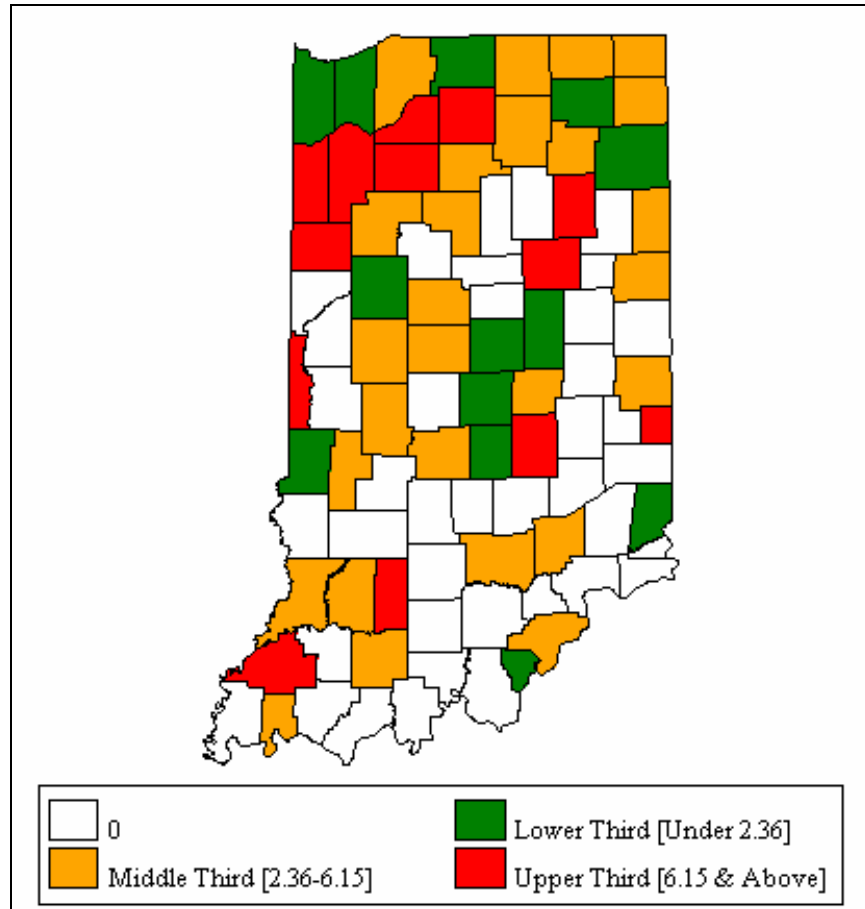 0
Lower Third [Under 2.36]
Middle Third [2.36-6.15]
Upper Third [6.15 & Above]